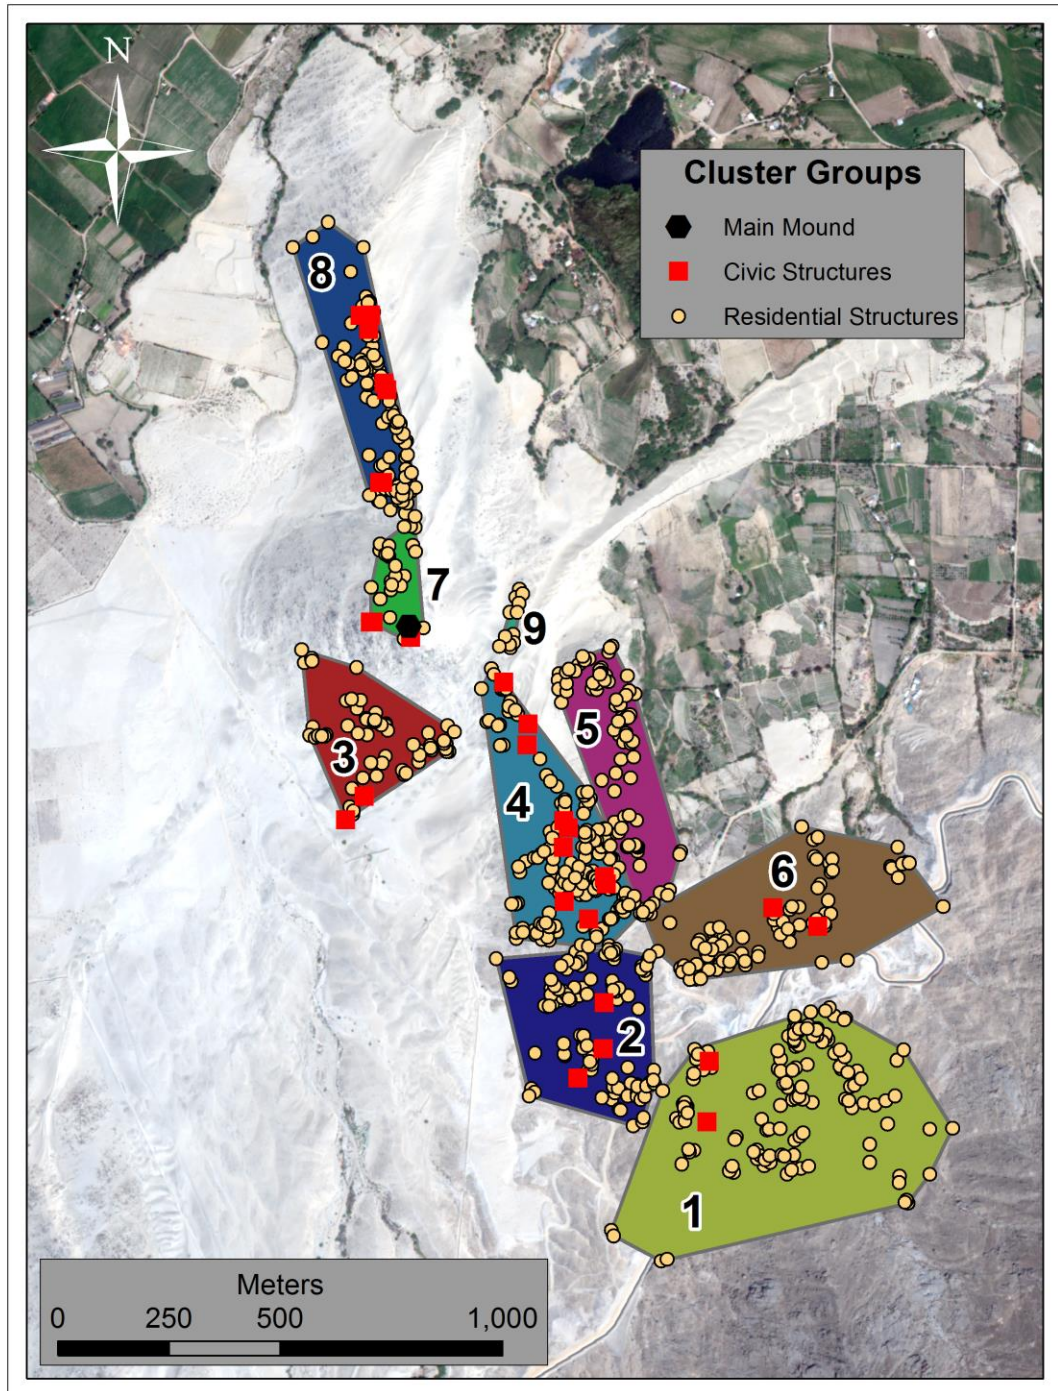 N
Cluster Groups
Main Mound
Civic Structures
Residential Structures
8
7
9
5
3
4
6
2
1
Meters
0 250 500 1,000